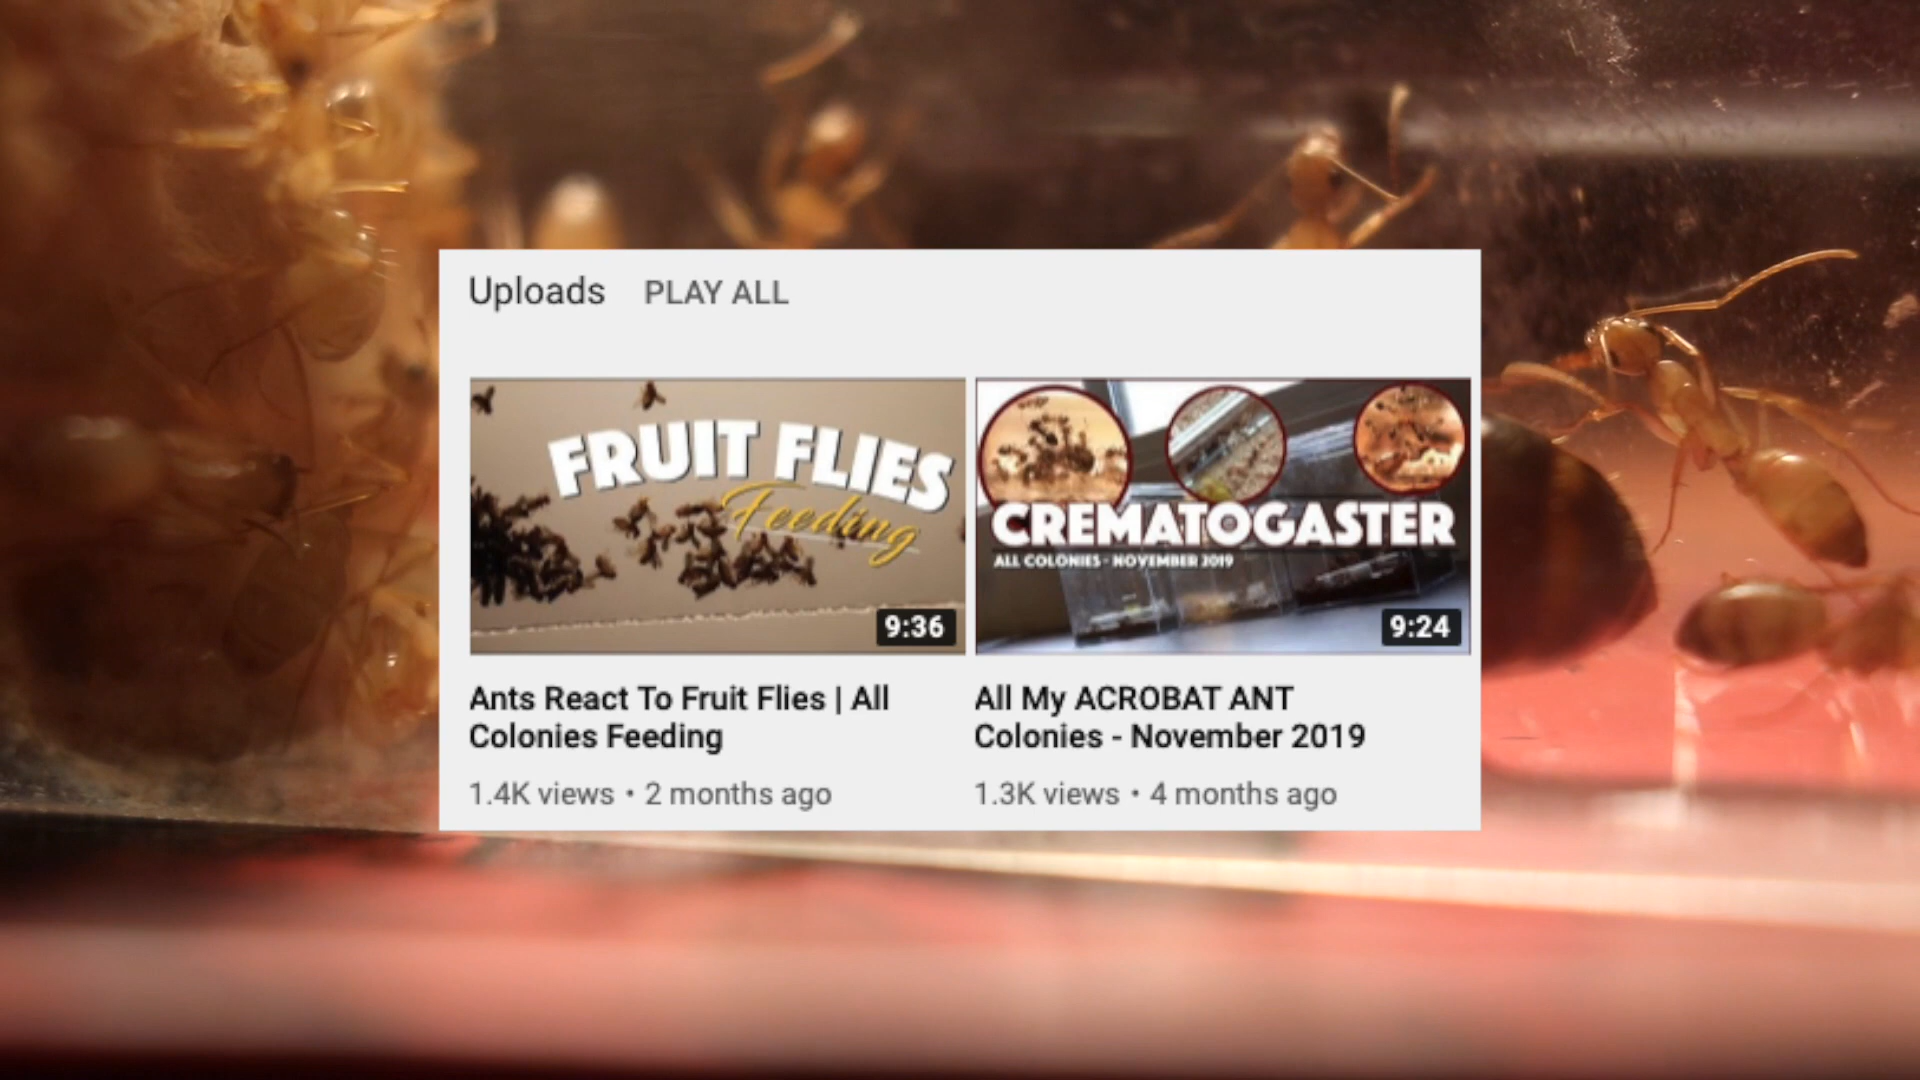 Uploads PLAY ALL
FRUIT FLIES
Feeding
9:36
CREMATOGASTER
ALL COLONIES - NOVEMBER 2019
9:24
Ants React To Fruit Flies | All
Colonies Feeding
1.4K views • 2 months ago
All My ACROBAT ANT
Colonies - November 2019
1.3K views • 4 months ago